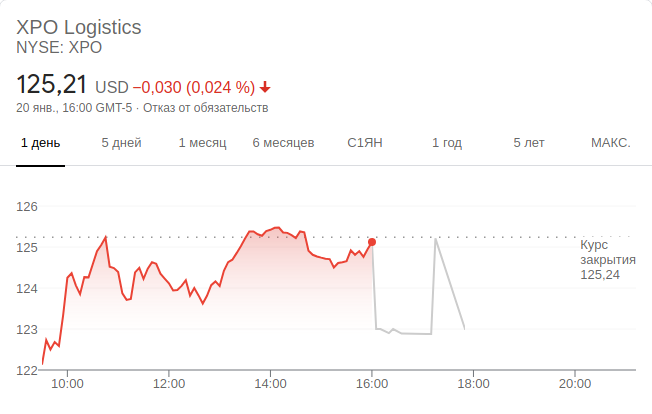 XPO Logistics
NYSE: XPO
125,21 USD −0,030 (0,024 %)
20 янв., 16:00 GMT-5 · Отказ от обязательств
1 день 5 дней 1 месяц 6 месяцев С1ЯН 1 год 5 лет МАКС.
126
125
124
123
122
Курс
закрытия
125,24
10:00 12:00 14:00 16:00 18:00 20:00